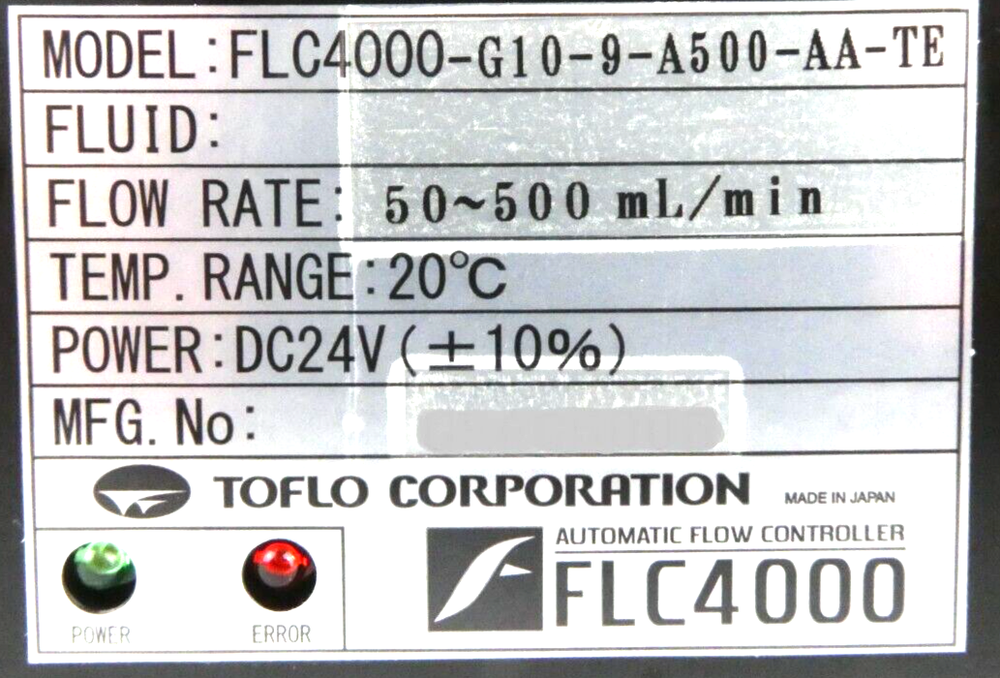 MODEL:FLC4000-G10-9-A500-AA-TE
FLUID:
FLOW RATE: 50~500 mL/min
TEMP. RANGE:20℃
POWER:DC24V(±10%)
MFG. No:
TOFLO CORPORATION MADE IN JAPAN
AUTOMATIC FLOW CONTROLLER
FLC4000
POWER ERROR